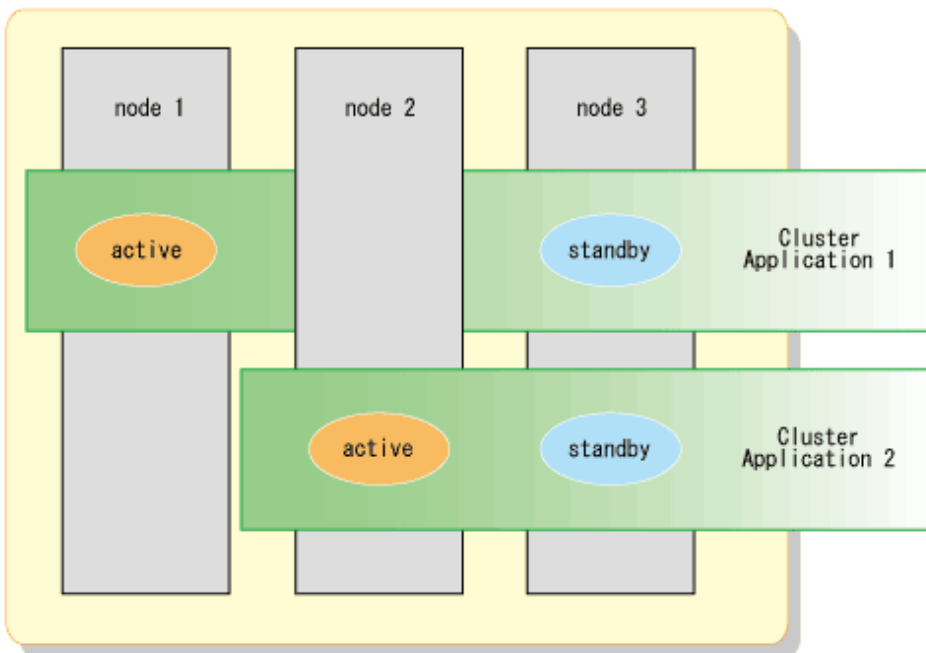 node 1
node 2
node 3
active
standby
Cluster
Application 1
active
standby
Cluster
Application 2